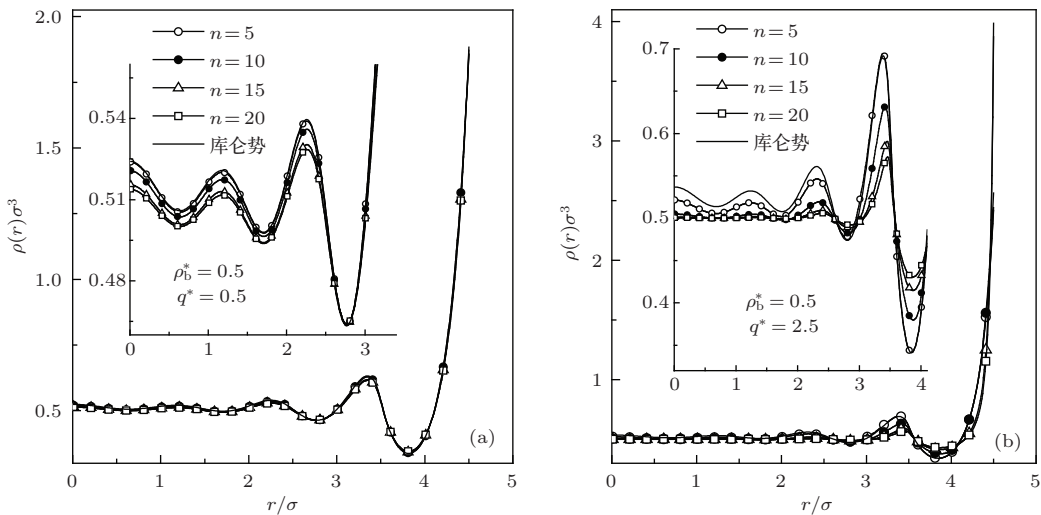 2.0
1.5
1.0
0.5
ρ(r)σ³
n = 5
n = 10
n = 15
n = 20
库仑势
0.54
0.51
0.48
ρ*b = 0.5
q* = 0.5
0 1 2 3
(a)
0 1 2 3 4 5
r/σ
4
3
2
1
ρ(r)σ³
n = 5
n = 10
n = 15
n = 20
库仑势
0.7
0.6
0.5
0.4
ρ*b = 0.5
q* = 2.5
0 1 2 3 4
(b)
0 1 2 3 4 5
r/σ